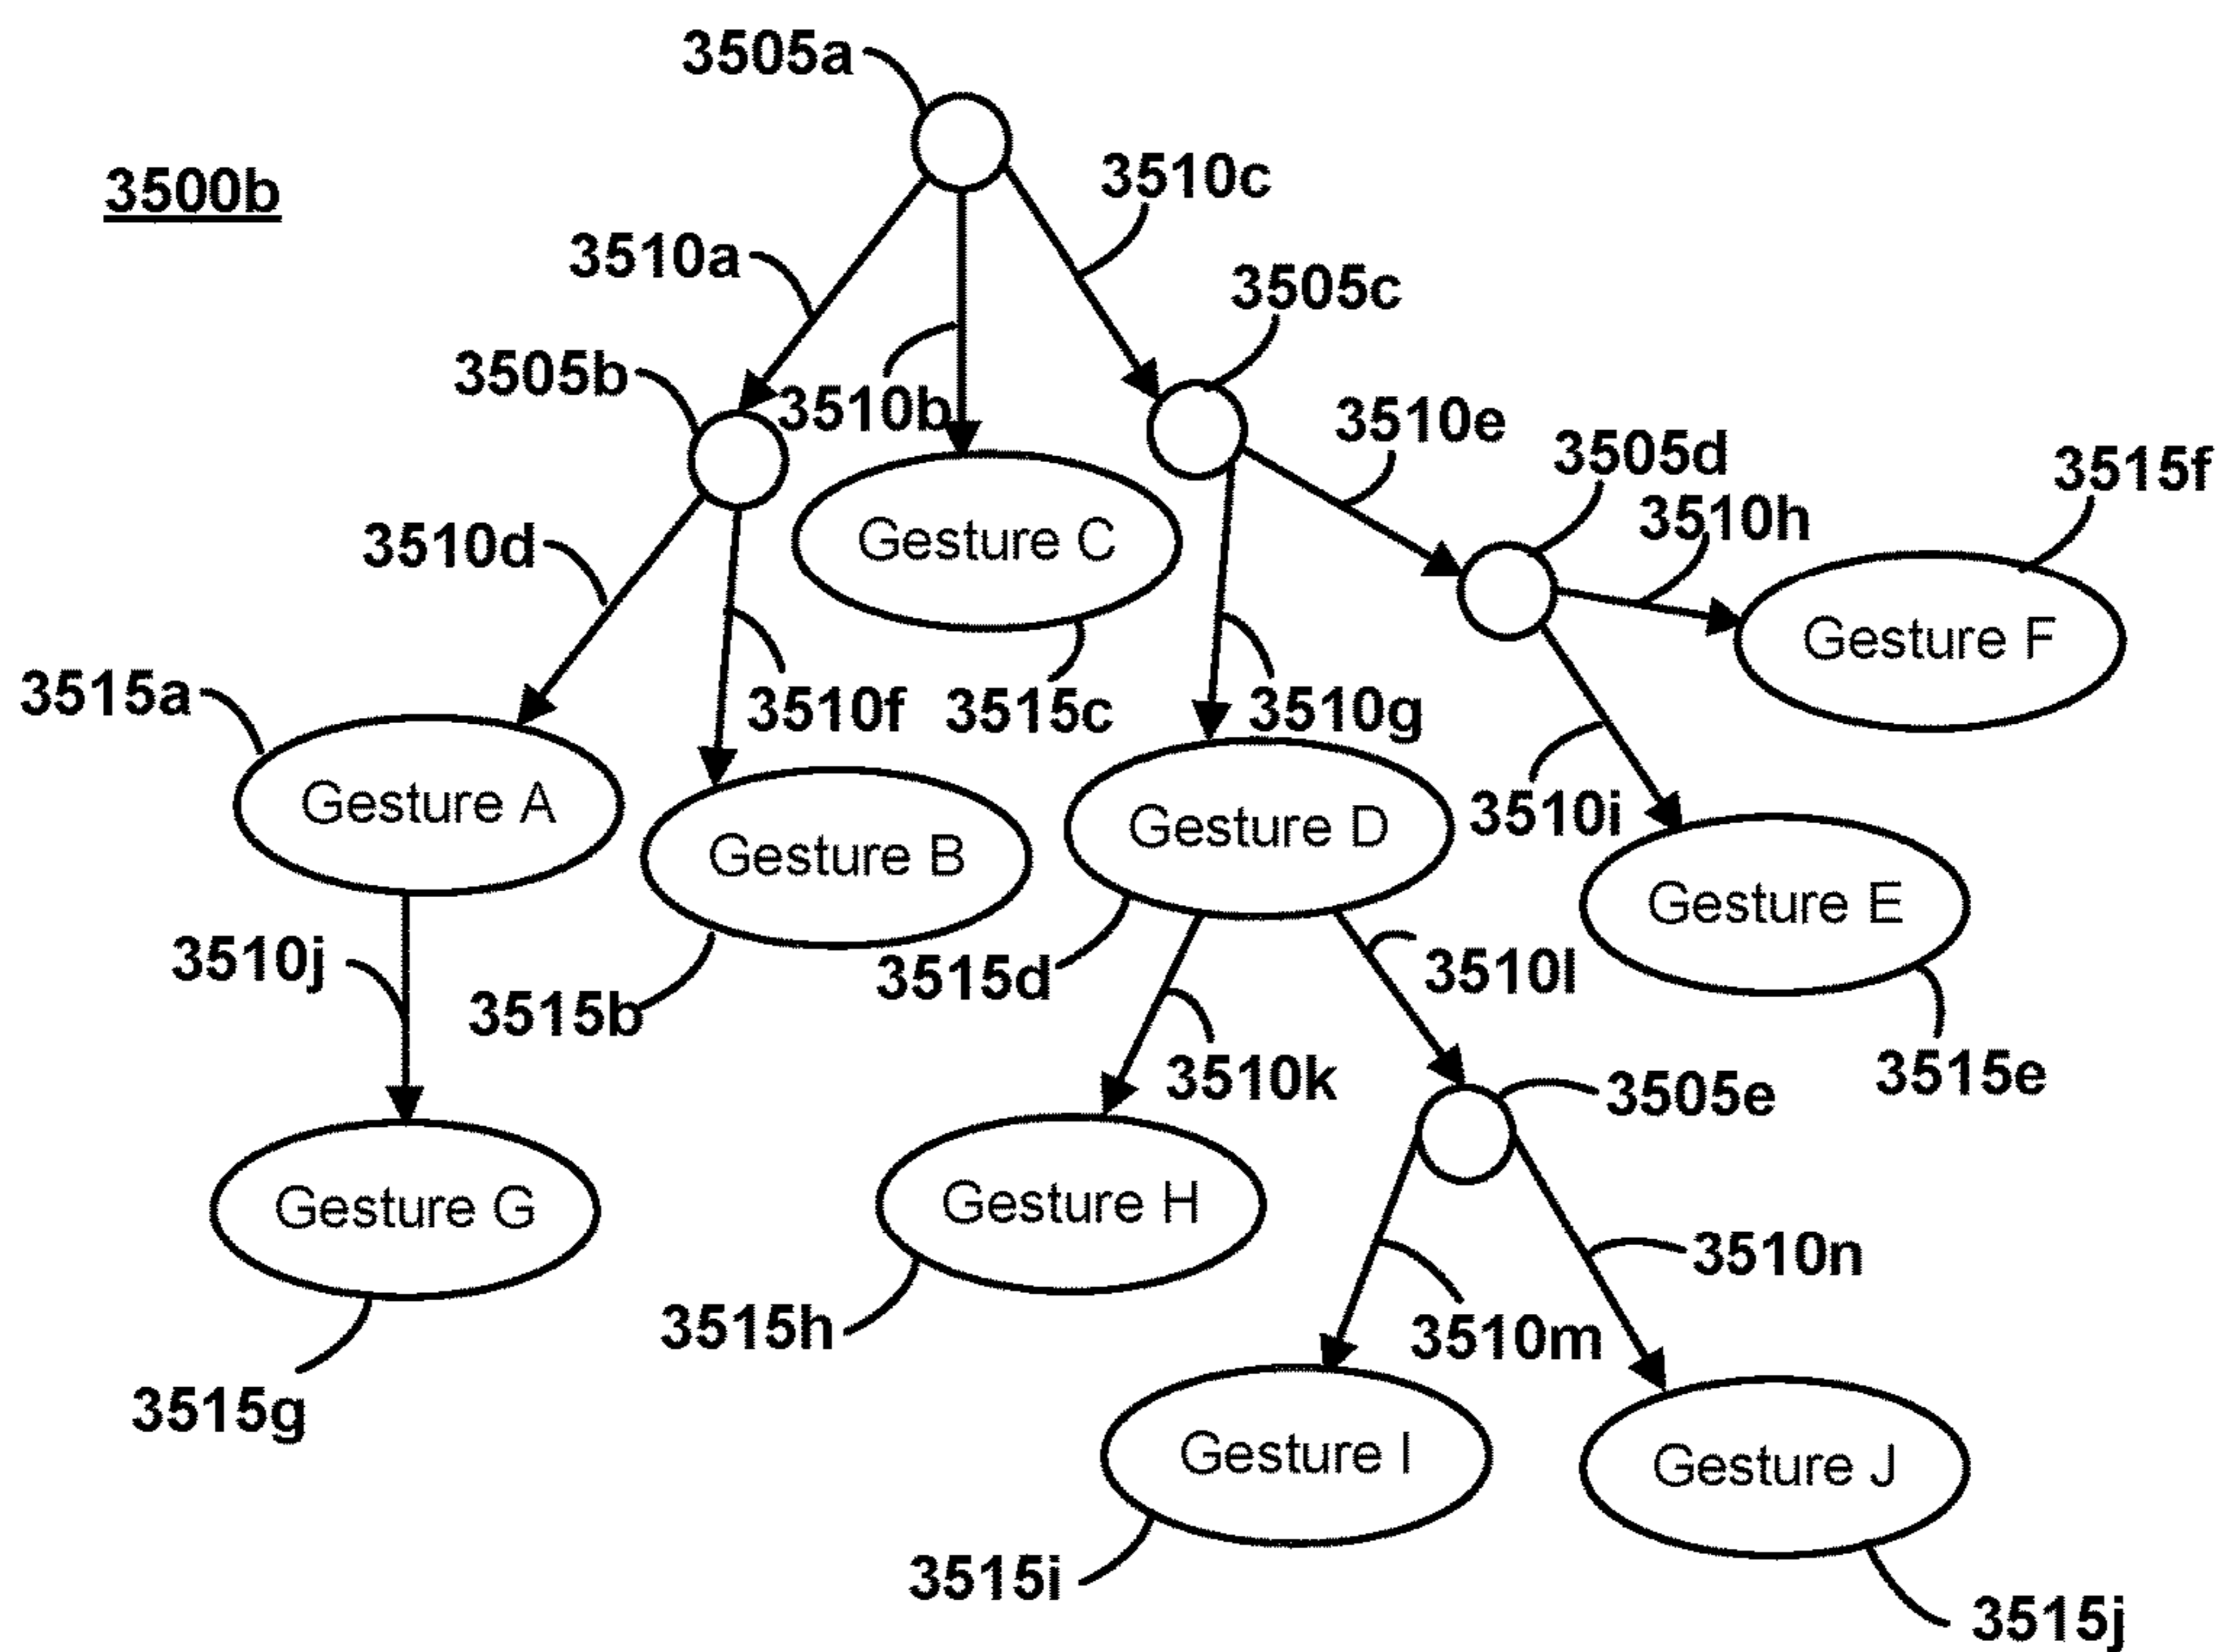 3505a
3500b
3510c
3510a
3505c
3505b
3510b
3510e
3505d
3515f
3510h
Gesture C
3510d
Gesture F
3515a
3510f
3515c
3510g
3510i
Gesture A
Gesture B
Gesture D
Gesture E
3510j
3515b
3515d
3510l
3510k
3505e
3515e
Gesture G
Gesture H
3510n
3515h
3510m
3515g
Gesture I
Gesture J
3515i
3515j